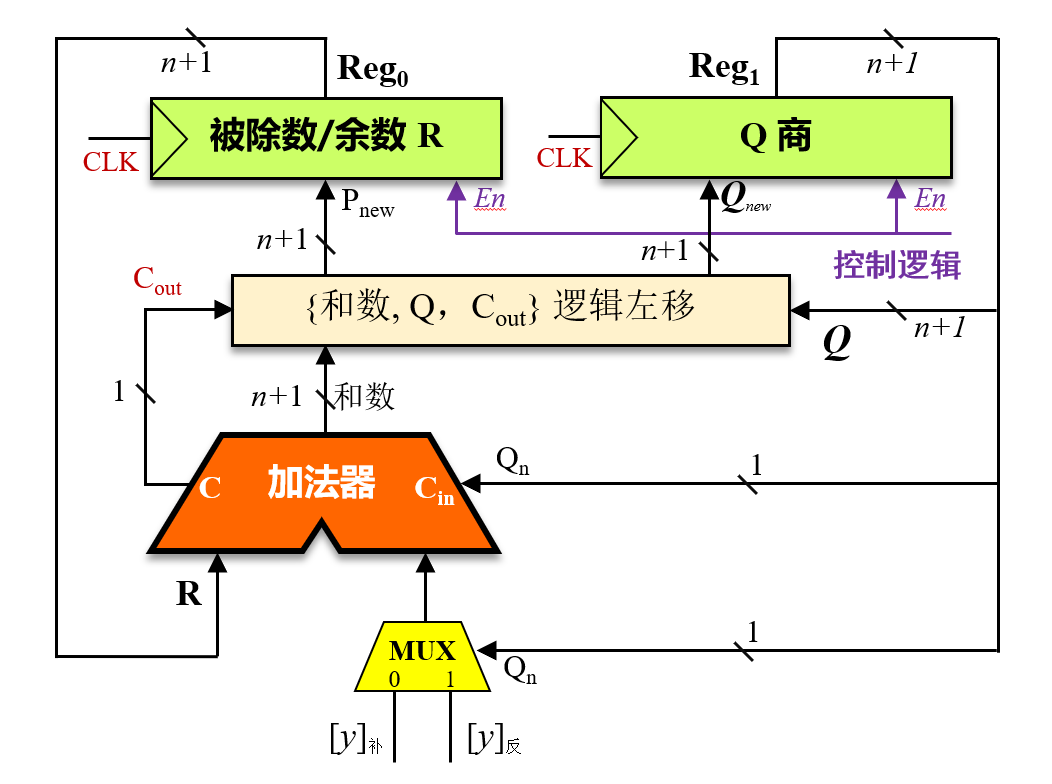 n+1
n+1
Reg₀
Reg₁
被除数/余数 R
Q 商
CLK
CLK
Pnew
En
Qnew
En
n+1
n+1
控制逻辑
Cout
{和数, Q，Cout} 逻辑左移
n+1
Q
1
n+1
和数
Qn
1
C
加法器
Cin
R
1
MUX
0
1
Qn
[y]补
[y]反